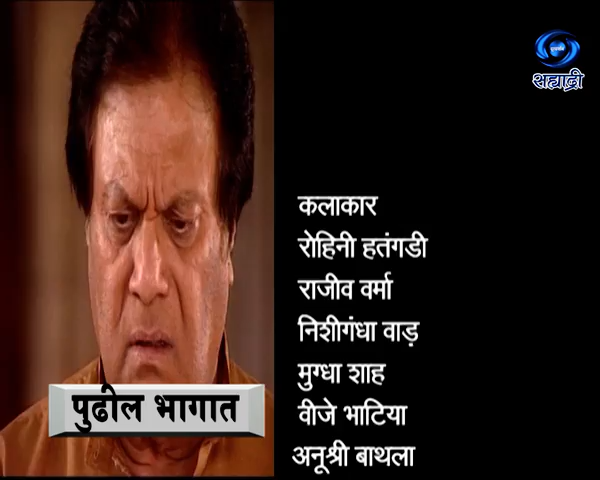 सह्याद्री
कलाकार
रोहिनी हतंगडी
राजीव वर्मा
निशीगंधा वाड़
मुग्धा शाह
वीजे भाटिया
अनूश्री बाथला
पुढील भागात